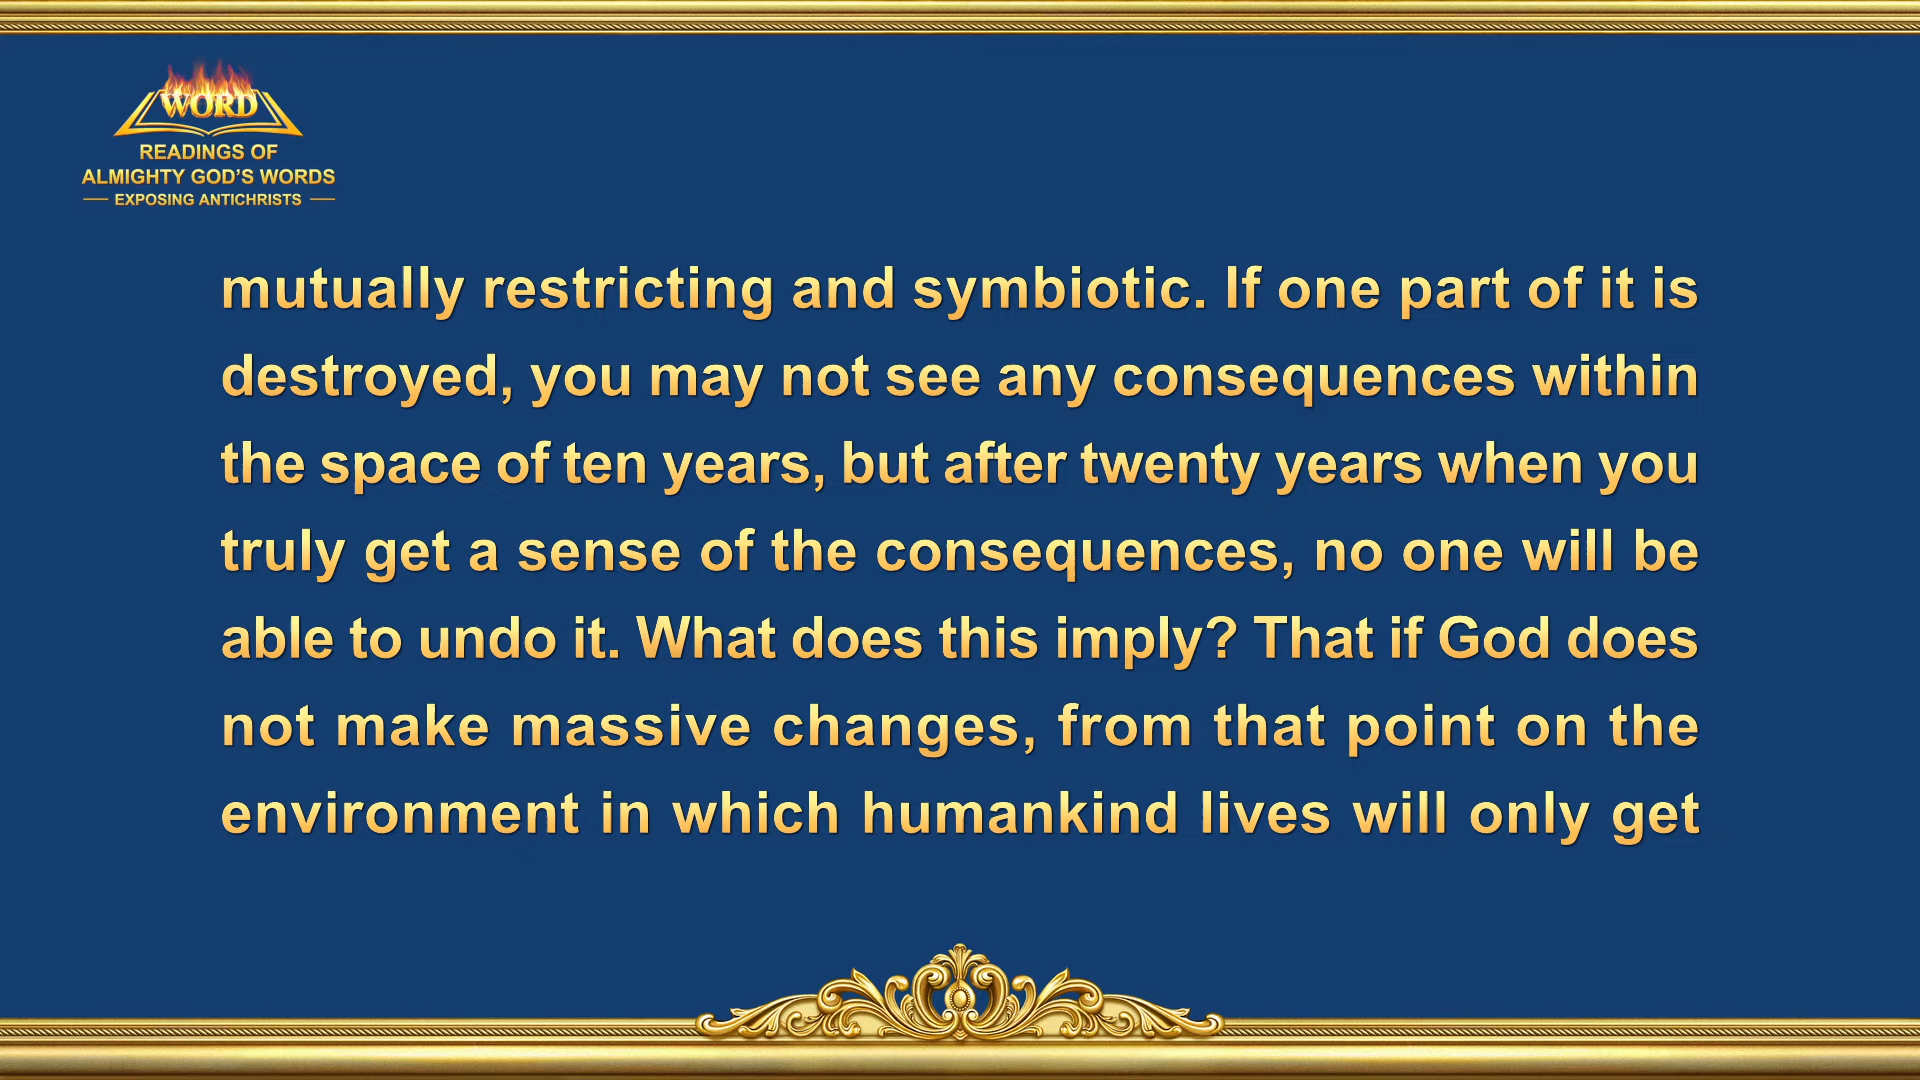 WORD
READINGS OF
ALMIGHTY GOD'S WORDS
EXPOSING ANTICHRISTS
mutually restricting and symbiotic. If one part of it is
destroyed, you may not see any consequences within
the space of ten years, but after twenty years when you
truly get a sense of the consequences, no one will be
able to undo it. What does this imply? That if God does
not make massive changes, from that point on the
environment in which humankind lives will only get